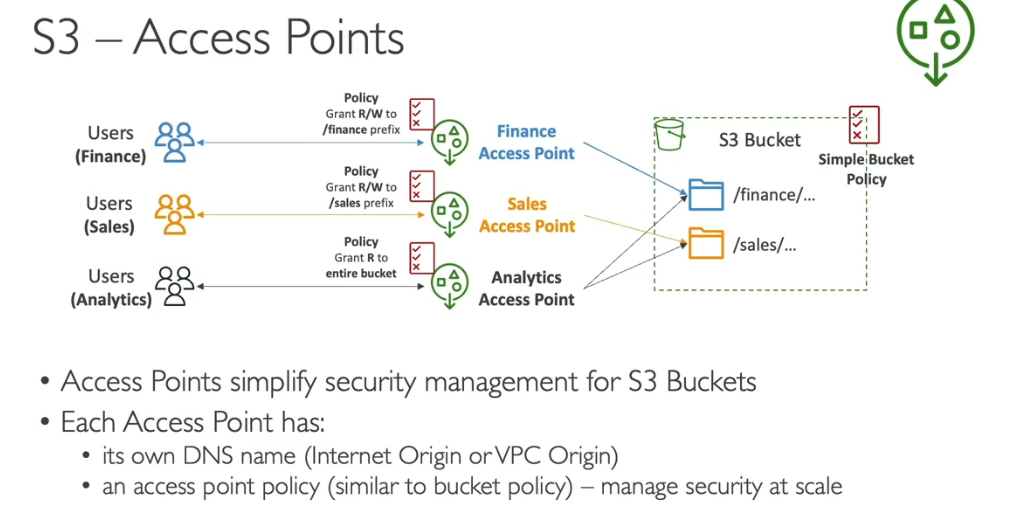 S3 – Access Points
Policy
Grant R/W to
/finance prefix
Users
(Finance)
Finance
Access Point
Policy
Grant R/W to
/sales prefix
Users
(Sales)
Sales
Access Point
Policy
Grant R to
entire bucket
Users
(Analytics)
Analytics
Access Point
S3 Bucket
Simple Bucket
Policy
/finance/...
/sales/...
• Access Points simplify security management for S3 Buckets
• Each Access Point has:
• its own DNS name (Internet Origin or VPC Origin)
• an access point policy (similar to bucket policy) – manage security at scale